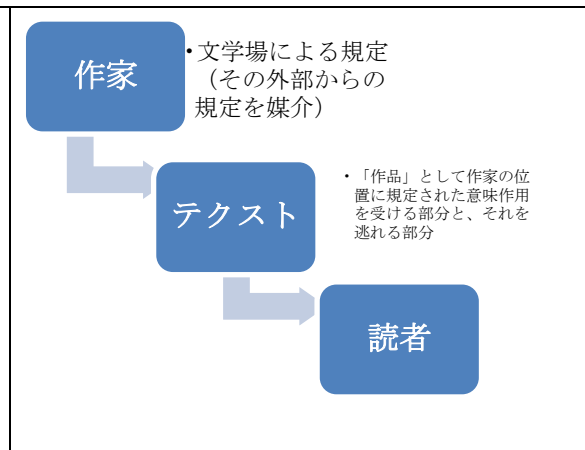 作家
・文学場による規定
（その外部からの
規定を媒介）
テクスト
・「作品」として作家の位
置に規定された意味作用
を受ける部分と、それを
逃れる部分
読者